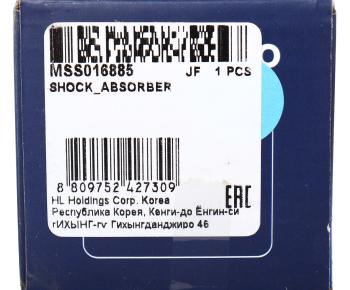 MSS016885 JF 1 PCS
SHOCK_ABSORBER
8 809752 427309
EAC
HL Holdings Corp. Korea
Республика Корея, Кенги-до Ёнгин-си
гИХЫНГ-гv Гихынгданджиро 46